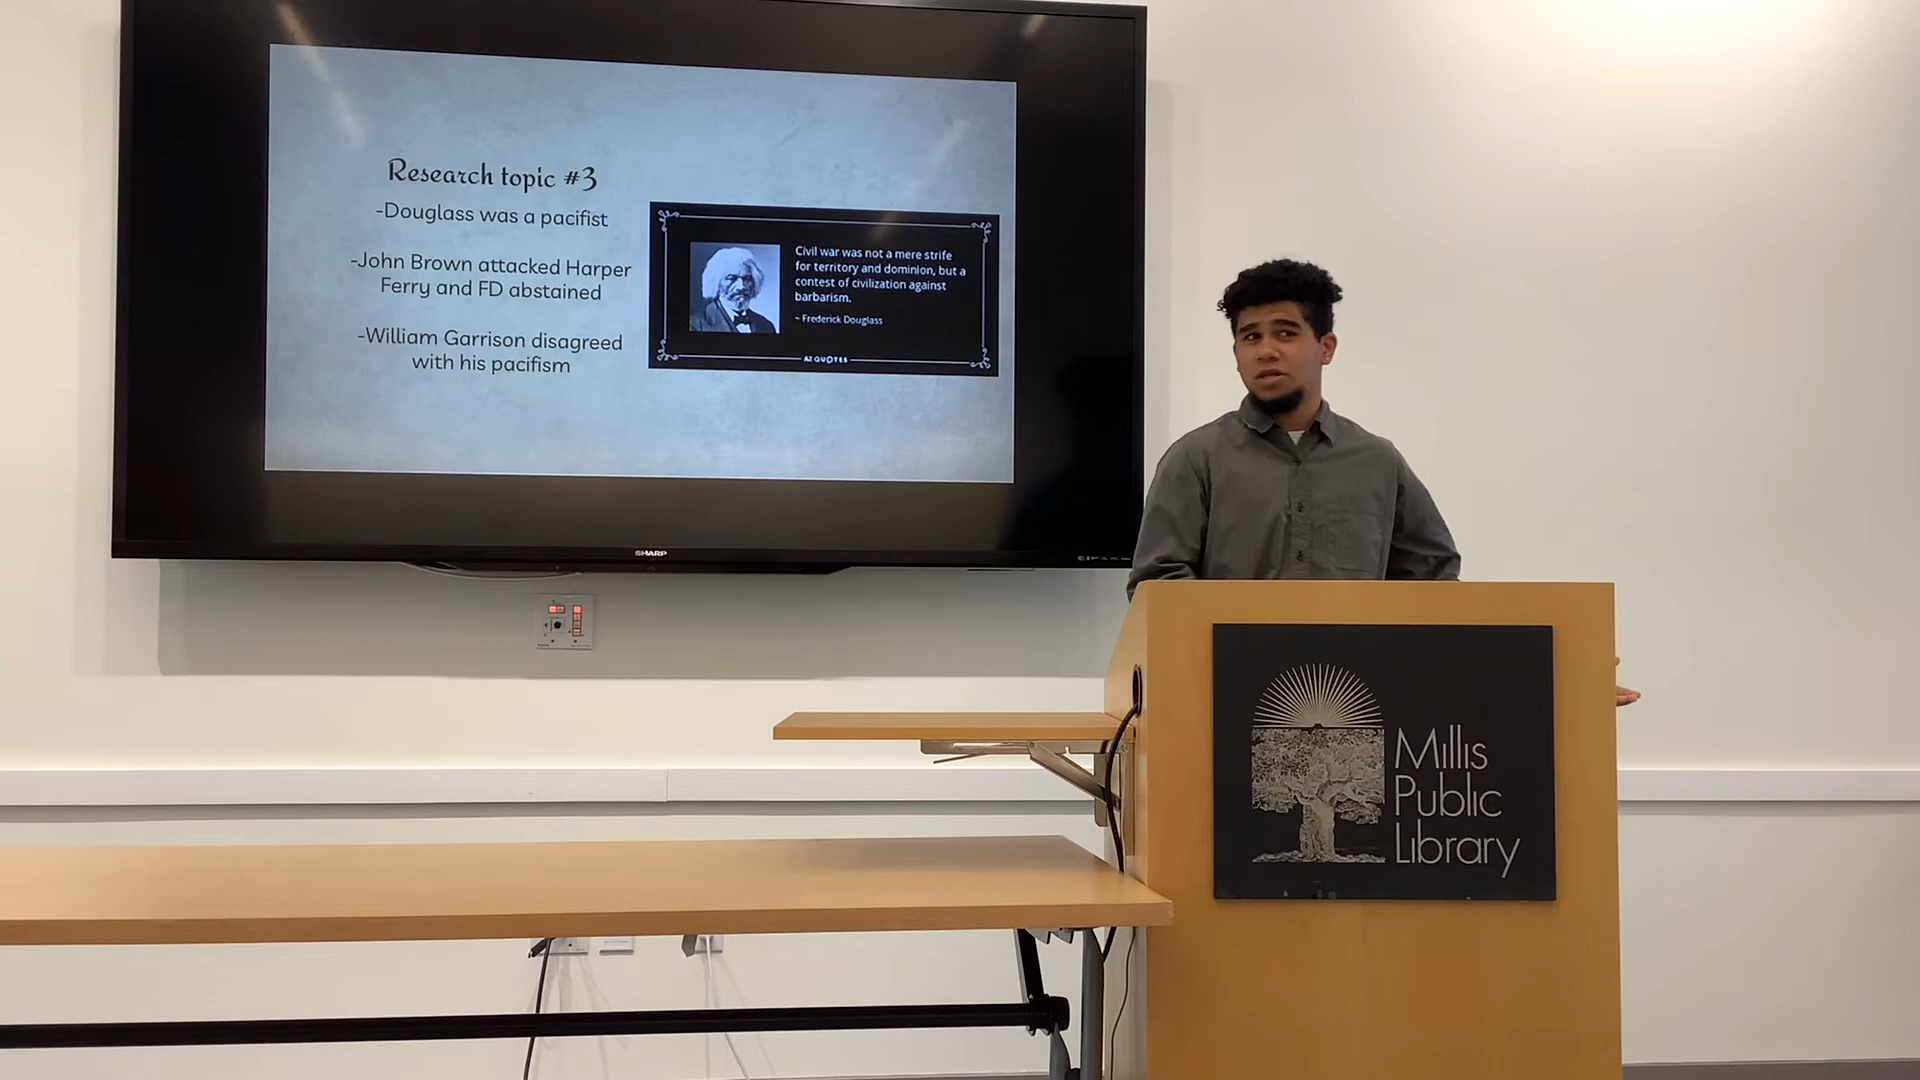 Research topic #3
-Douglass was a pacifist
-John Brown attacked Harper
Ferry and FD abstained
-William Garrison disagreed
with his pacifism
Civil war was not a mere strife
for territory and dominion, but a
contest of civilization against
barbarism.
~ Frederick Douglass
AZ QUOTES
SHARP
Millis
Public
Library